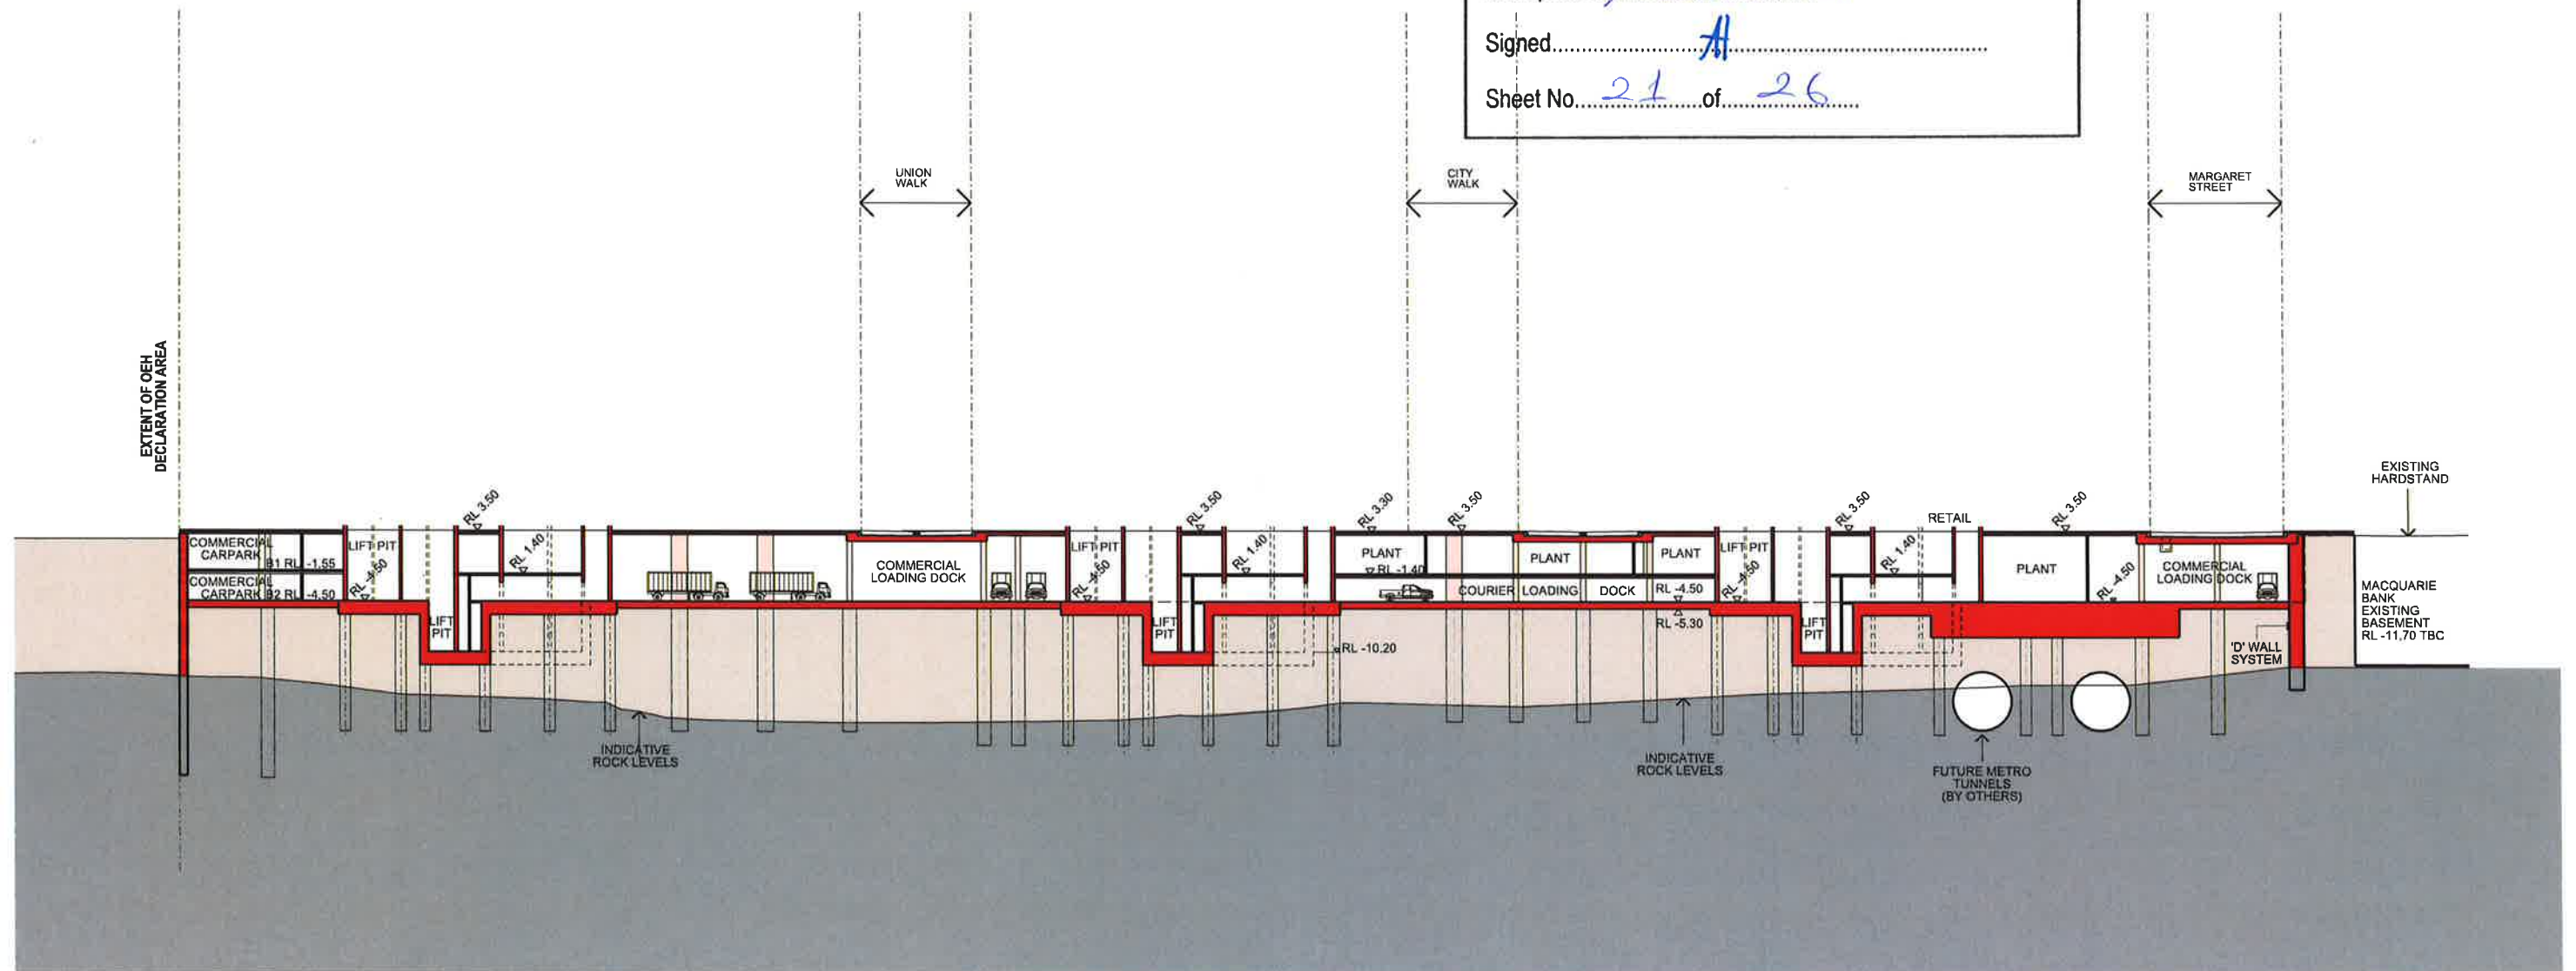 Signed
AH
Sheet No. 21 of 26
UNION
WALK
CITY
WALK
MARGARET
STREET
EXTENT OF OEH
DECLARATION AREA
EXISTING
HARDSTAND
RL 3.50
RL 3.50
RL 3.30
RL 3.50
RL 3.50
RETAIL
RL 3.50
COMMERCIAL
CARPARK
B1 RL -1.55
COMMERCIAL
CARPARK
B2 RL -4.50
LIFT PIT
RL -4.50
RL 1.40
LIFT
PIT
COMMERCIAL
LOADING DOCK
LIFT PIT
RL -4.50
LIFT
PIT
RL 1.40
PLANT
RL -1.40
PLANT
PLANT
COURIER LOADING DOCK
RL -4.50
RL -5.30
RL -10.20
LIFT PIT
RL -4.50
LIFT
PIT
RL 1.40
PLANT
RL -4.50
COMMERCIAL
LOADING DOCK
'D' WALL
SYSTEM
MACQUARIE
BANK
EXISTING
BASEMENT
RL -11,70 TBC
INDICATIVE
ROCK LEVELS
INDICATIVE
ROCK LEVELS
FUTURE METRO
TUNNELS
(BY OTHERS)